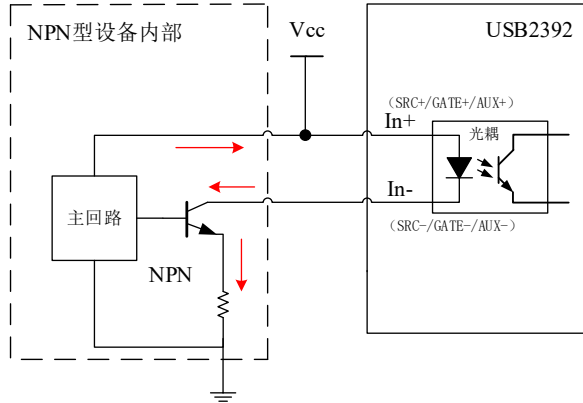 NPN型设备内部
Vcc
USB2392
（SRC+/GATE+/AUX+）
In+
光耦
In-
（SRC-/GATE-/AUX-）
主回路
NPN